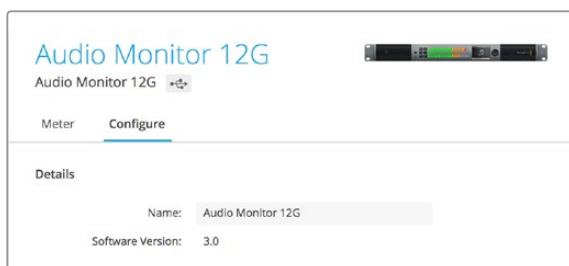 Audio Monitor 12G
Audio Monitor 12G
Meter Configure
Details
Name: Audio Monitor 12G
Software Version: 3.0